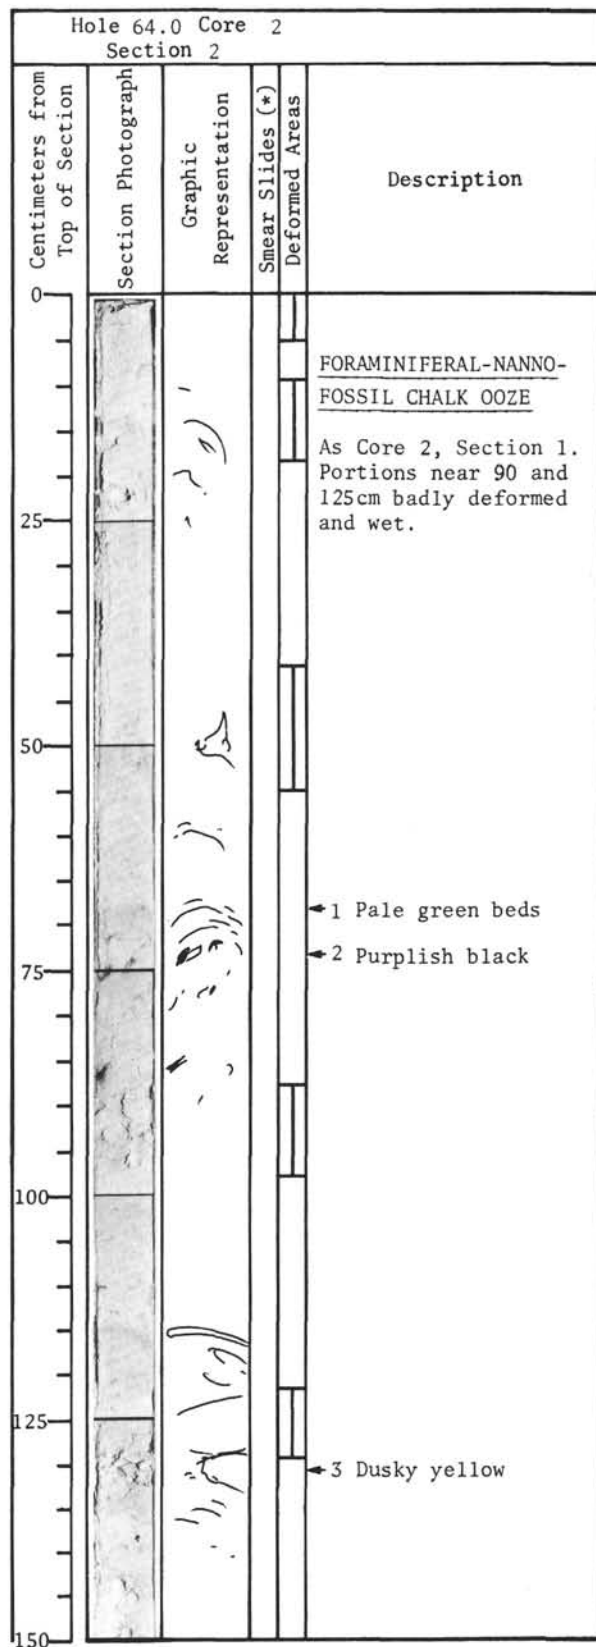 Hole 64.0 Core 2
Section 2
Centimeters from
Top of Section
Section Photograph
Graphic
Representation
Smear Slides (*)
Deformed Areas
Description
0
FORAMINIFERAL-NANNO-
FOSSIL CHALK OOZE
As Core 2, Section 1.
Portions near 90 and
125cm badly deformed
and wet.
25
50
1 Pale green beds
2 Purplish black
75
100
125
3 Dusky yellow
150